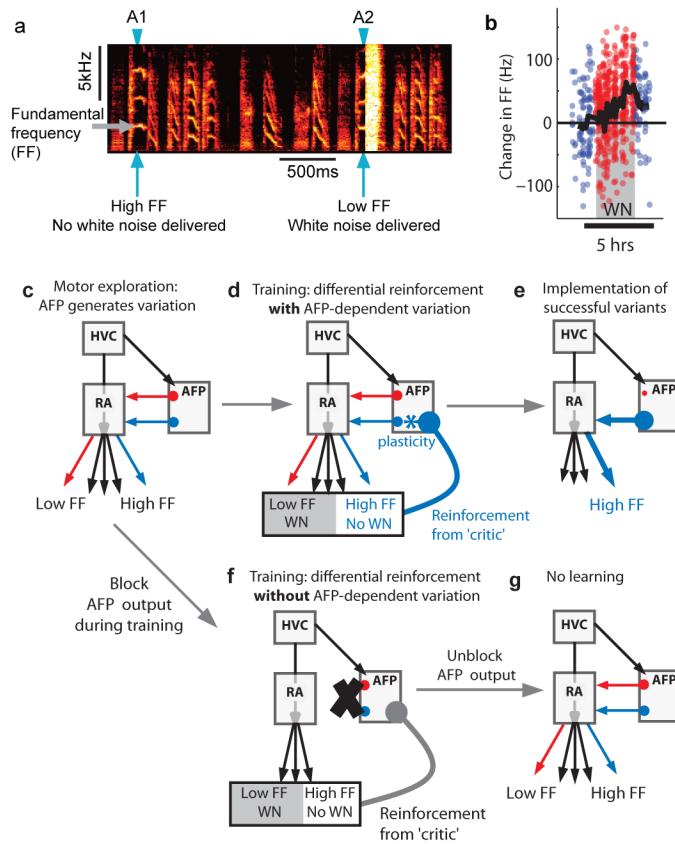 a
A1
A2
5kHz
Fundamental
frequency
(FF)
500ms
High FF
No white noise delivered
Low FF
White noise delivered
b
Change in FF (Hz)
100
0
−100
WN
5 hrs
c
Motor exploration:
AFP generates variation
HVC
AFP
RA
Low FF
High FF
d
Training: differential reinforcement
with AFP-dependent variation
HVC
AFP
RA
plasticity
Low FF
WN
High FF
No WN
Reinforcement
from 'critic'
e
Implementation of
successful variants
HVC
AFP
RA
High FF
Block
AFP output
during training
f
Training: differential reinforcement
without AFP-dependent variation
HVC
AFP
RA
Low FF
WN
High FF
No WN
Reinforcement
from 'critic'
Unblock
AFP output
g
No learning
HVC
AFP
RA
Low FF
High FF